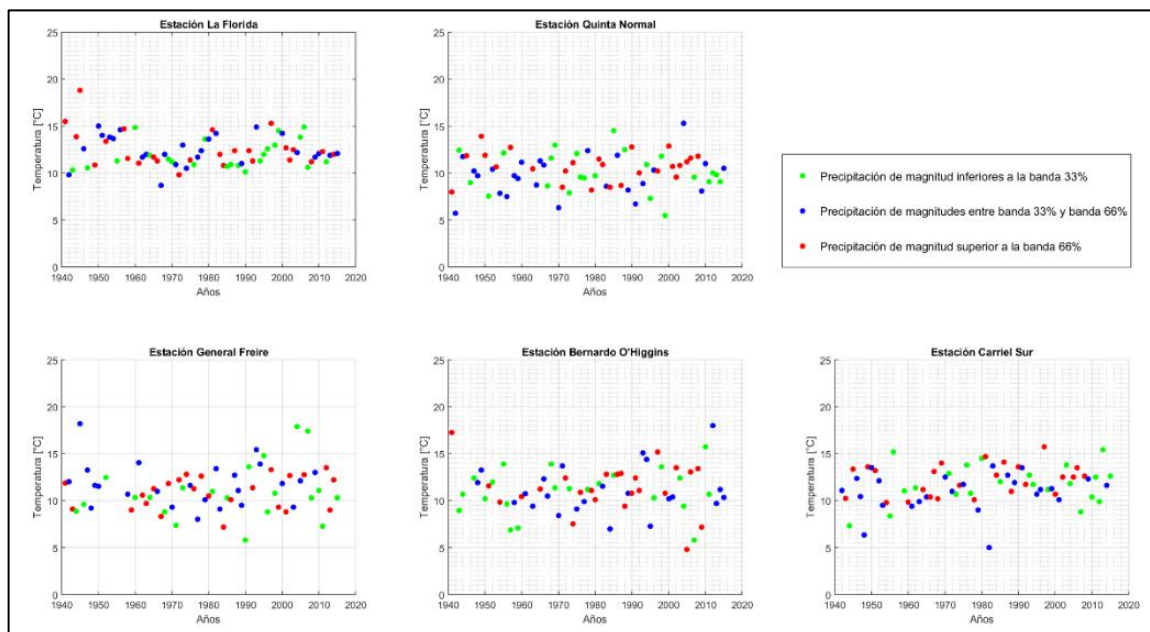 Estación La Florida
25
20
15
10
5
0
Temperatura [°C]
1940 1950 1960 1970 1980 1990 2000 2010 2020
Años
Estación Quinta Normal
25
20
15
10
5
0
Temperatura [°C]
1940 1950 1960 1970 1980 1990 2000 2010 2020
Años
Precipitación de magnitud inferiores a la banda 33%
Precipitación de magnitudes entre banda 33% y banda 66%
Precipitación de magnitud superior a la banda 66%
Estación General Freire
25
20
15
10
5
0
Temperatura [°C]
1940 1950 1960 1970 1980 1990 2000 2010 2020
Años
Estación Bernardo O'Higgins
25
20
15
10
5
0
Temperatura [°C]
1940 1950 1960 1970 1980 1990 2000 2010 2020
Años
Estación Carriel Sur
25
20
15
10
5
0
Temperatura [°C]
1940 1950 1960 1970 1980 1990 2000 2010 2020
Años